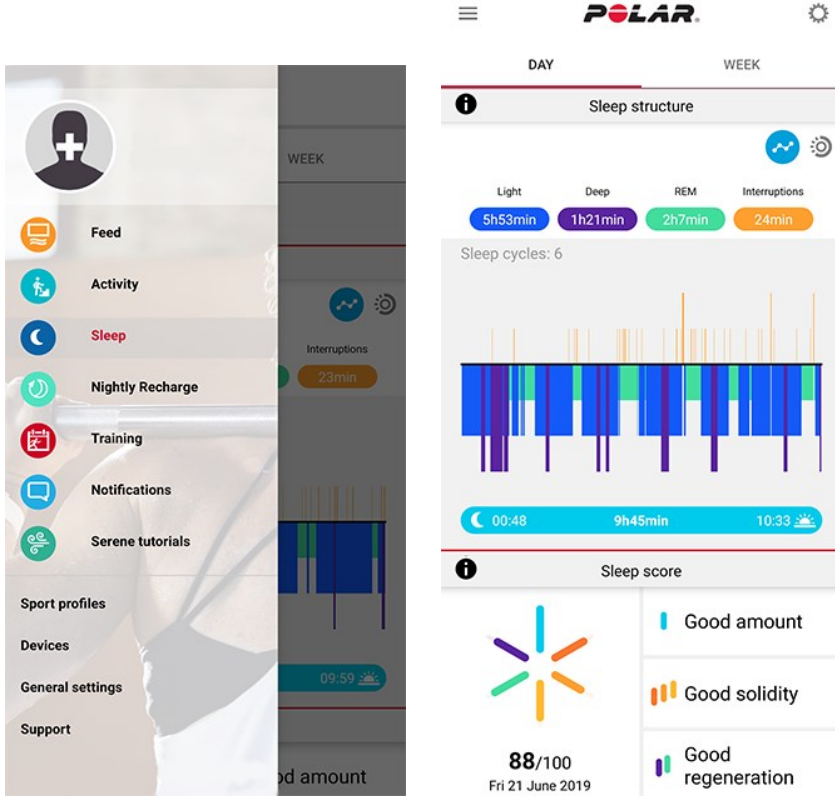 WEEK
Feed
Activity
Sleep
Nightly Recharge
Training
Notifications
Serene tutorials
Sport profiles
Devices
General settings
Support
Interruptions
23min
09:59
od amount
POLAR.
DAY
WEEK
Sleep structure
Light
Deep
REM
Interruptions
5h53min
1h21min
2h7min
24min
Sleep cycles: 6
00:48
9h45min
10:33
Sleep score
Good amount
Good solidity
Good
regeneration
88/100
Fri 21 June 2019